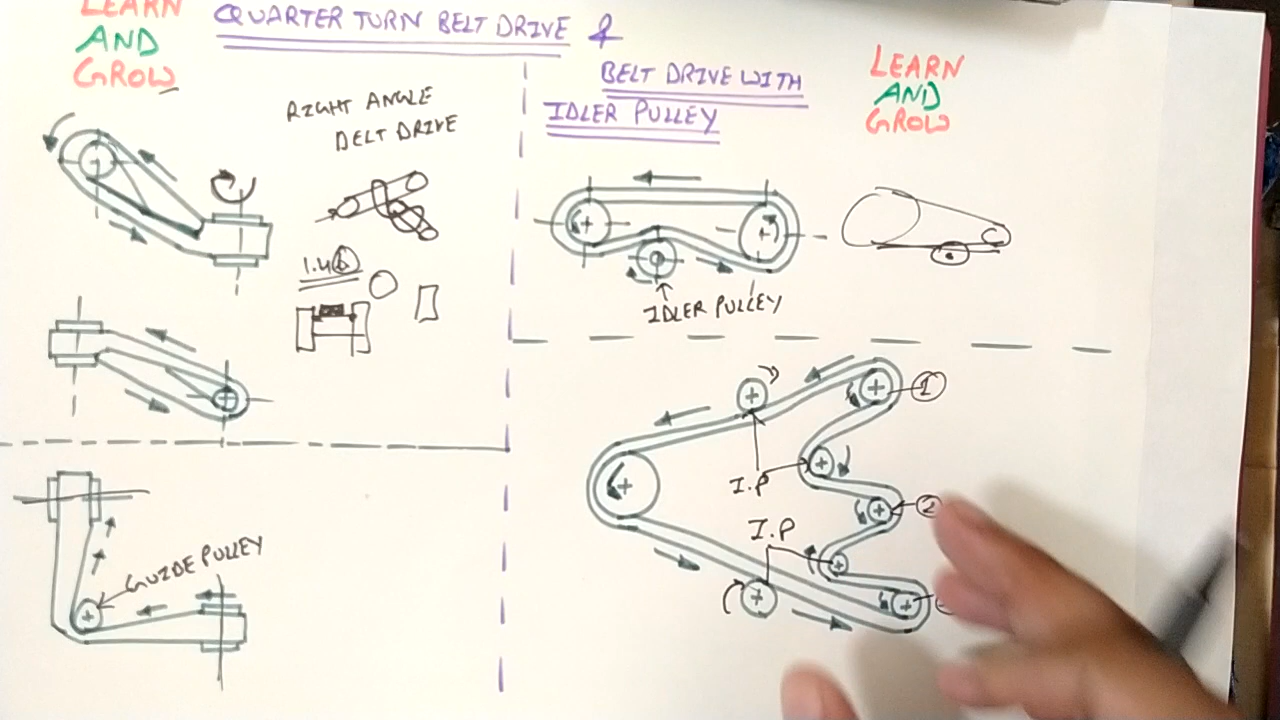 LEARN
AND
GROW
QUARTER TURN BELT DRIVE &
BELT DRIVE WITH
IDLER PULLEY
LEARN
AND
GROW
RIGHT ANGLE
BELT DRIVE
1.4b
IDLER PULLEY
GUIDE PULLEY
1
I.P
2
I.P